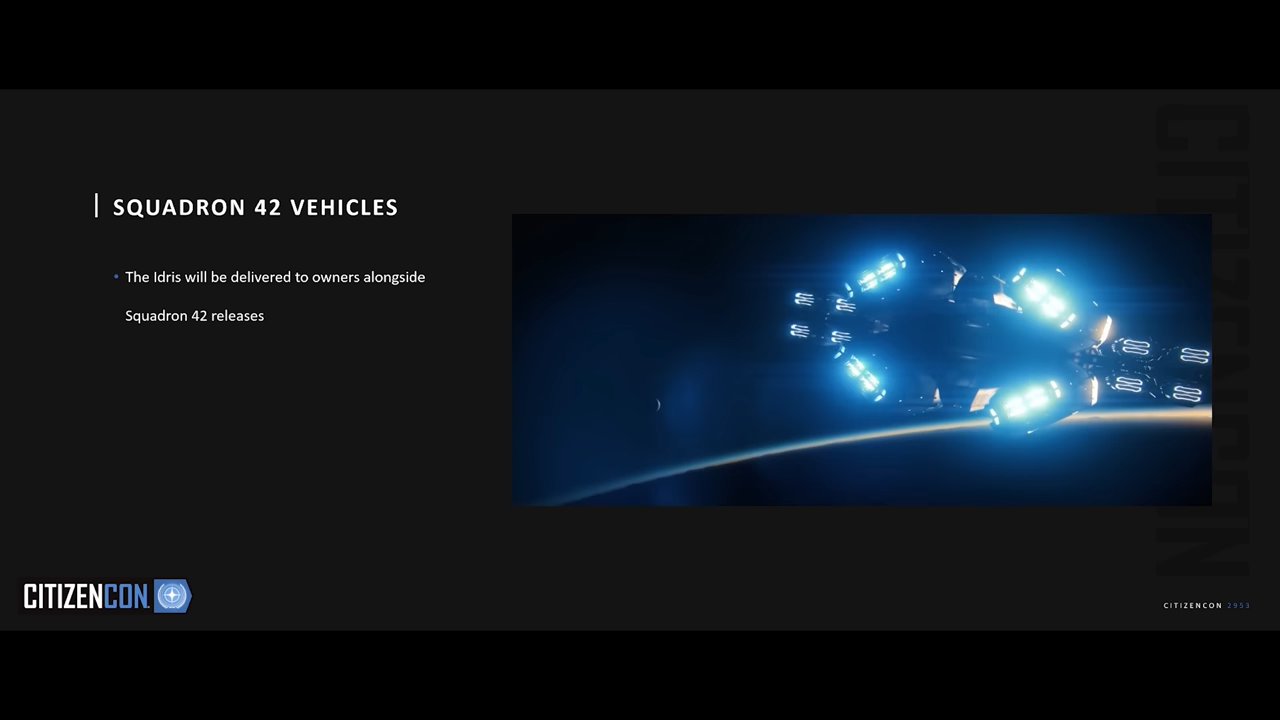 CITIZENCON
SQUADRON 42 VEHICLES
• The Idris will be delivered to owners alongside
Squadron 42 releases
CITIZENCON
CITIZENCON 2953